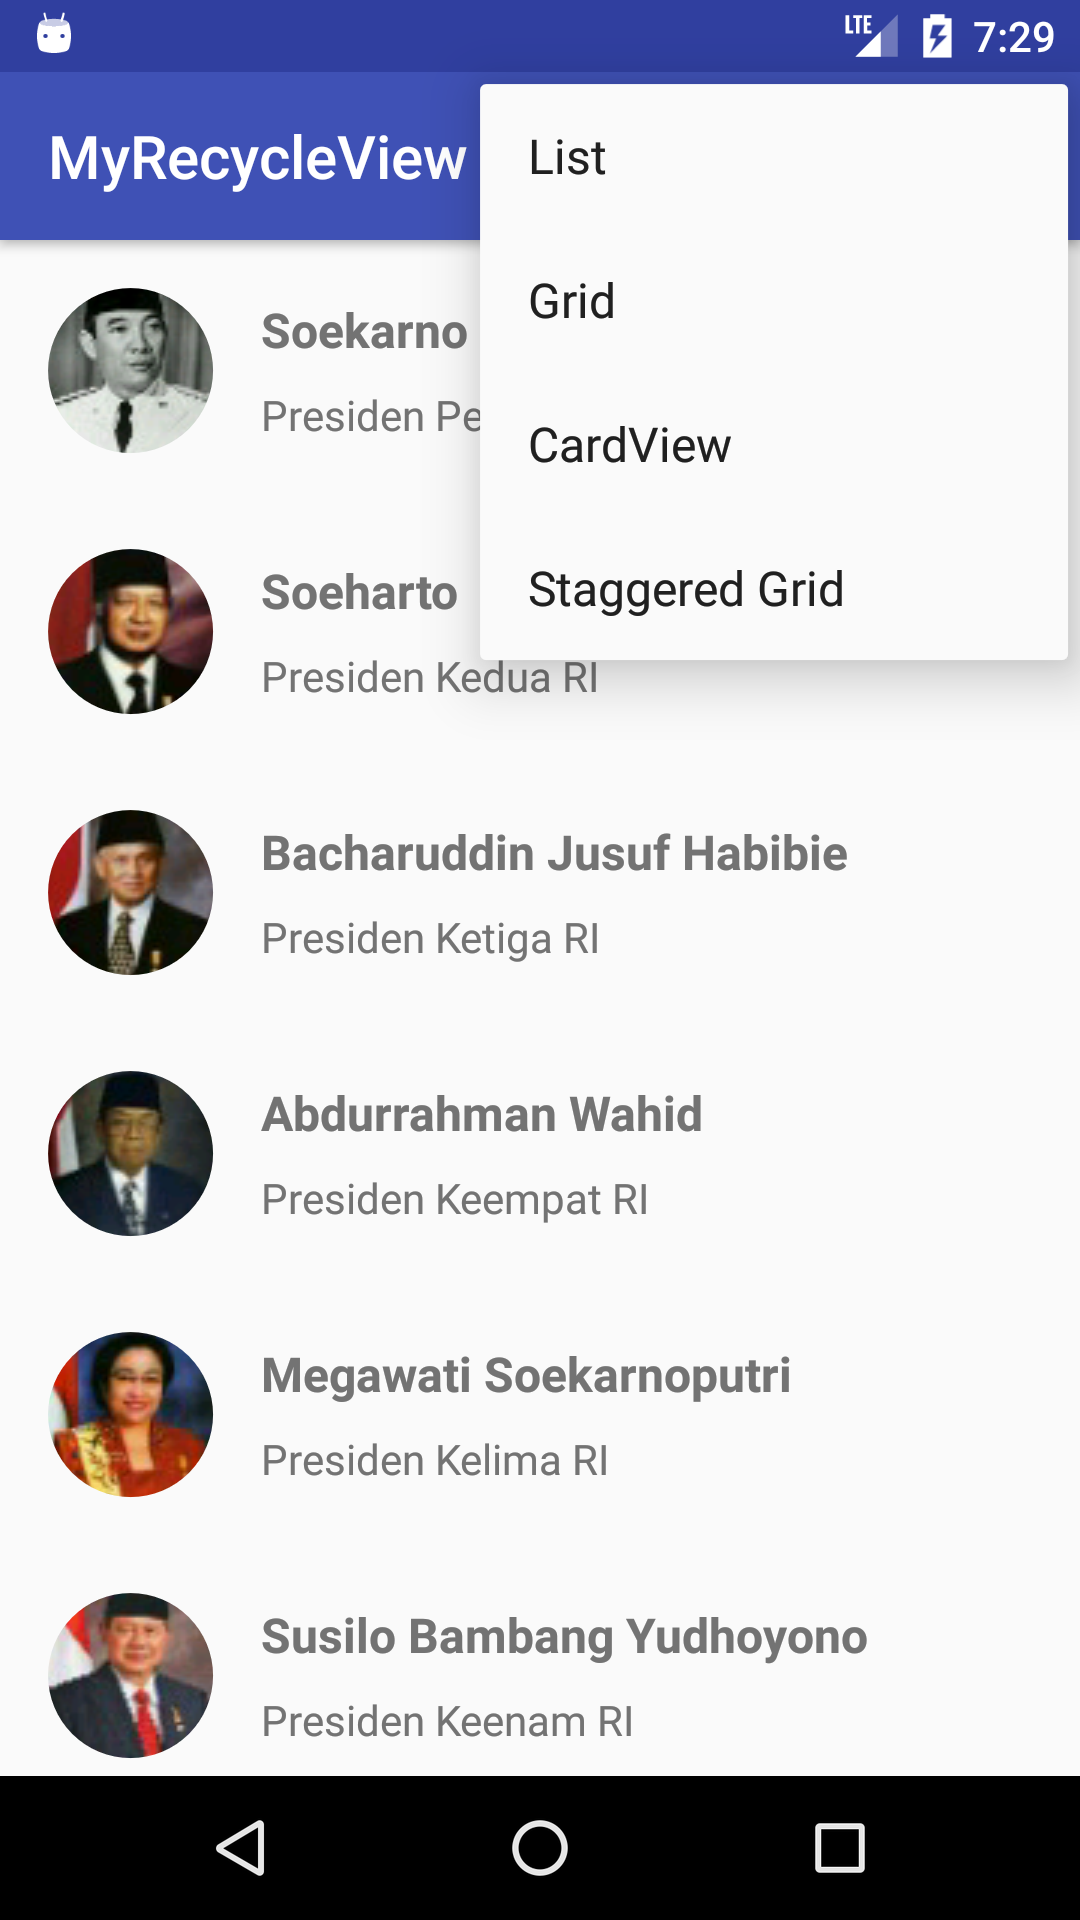 LTE 7:29
MyRecycleView
List
Grid
CardView
Staggered Grid
Soekarno
Presiden Pe
Soeharto
Presiden Kedua RI
Bacharuddin Jusuf Habibie
Presiden Ketiga RI
Abdurrahman Wahid
Presiden Keempat RI
Megawati Soekarnoputri
Presiden Kelima RI
Susilo Bambang Yudhoyono
Presiden Keenam RI